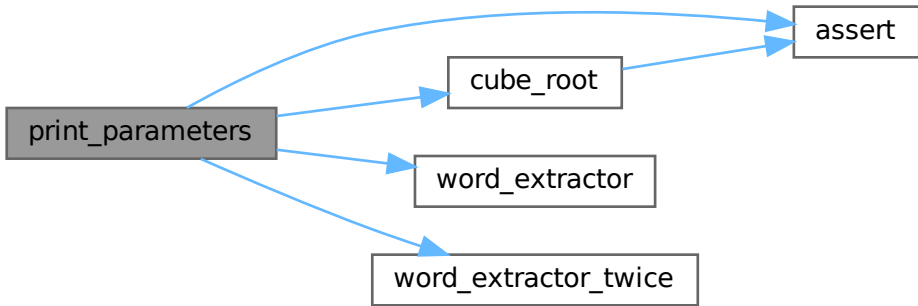 assert
cube_root
print_parameters
word_extractor
word_extractor_twice